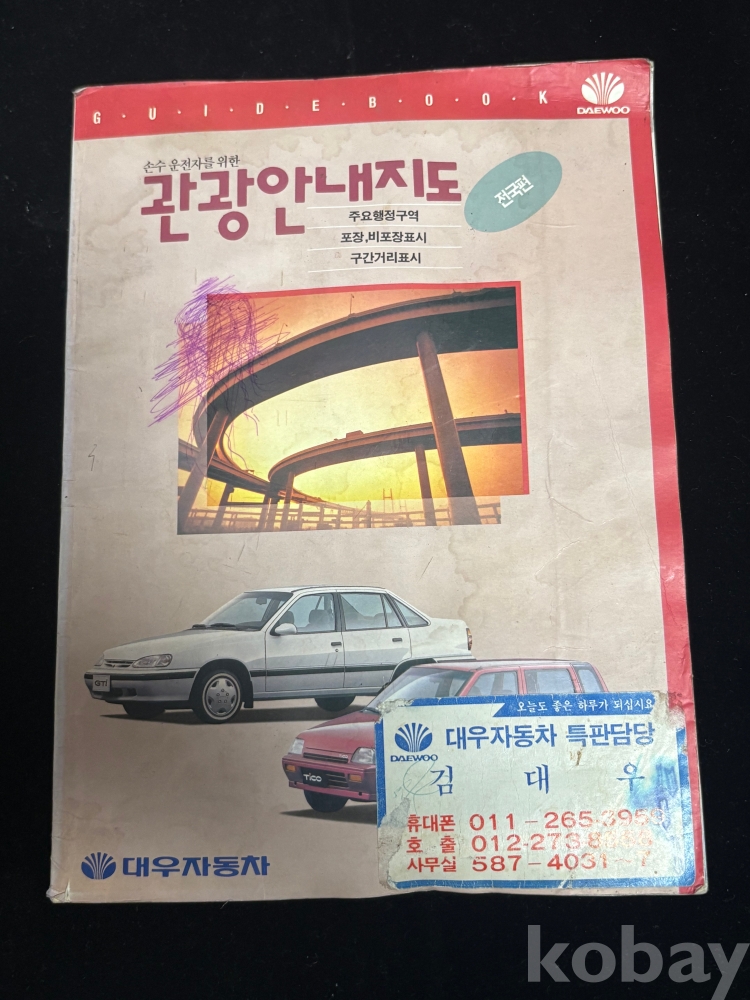 G·U·I·D·E·B·O·O·K
DAEWOO
손수 운전자를 위한
관광안내지도
전국편
주요행정구역
포장,비포장표시
구간거리표시
GTi
TICO
오늘도 좋은 하루가 되십시요
DAEWOO
대우자동차 특판담당
김 대 우
휴대폰 011-265-
호 출 012-273
사무실 587-4031
대우자동차
kobay